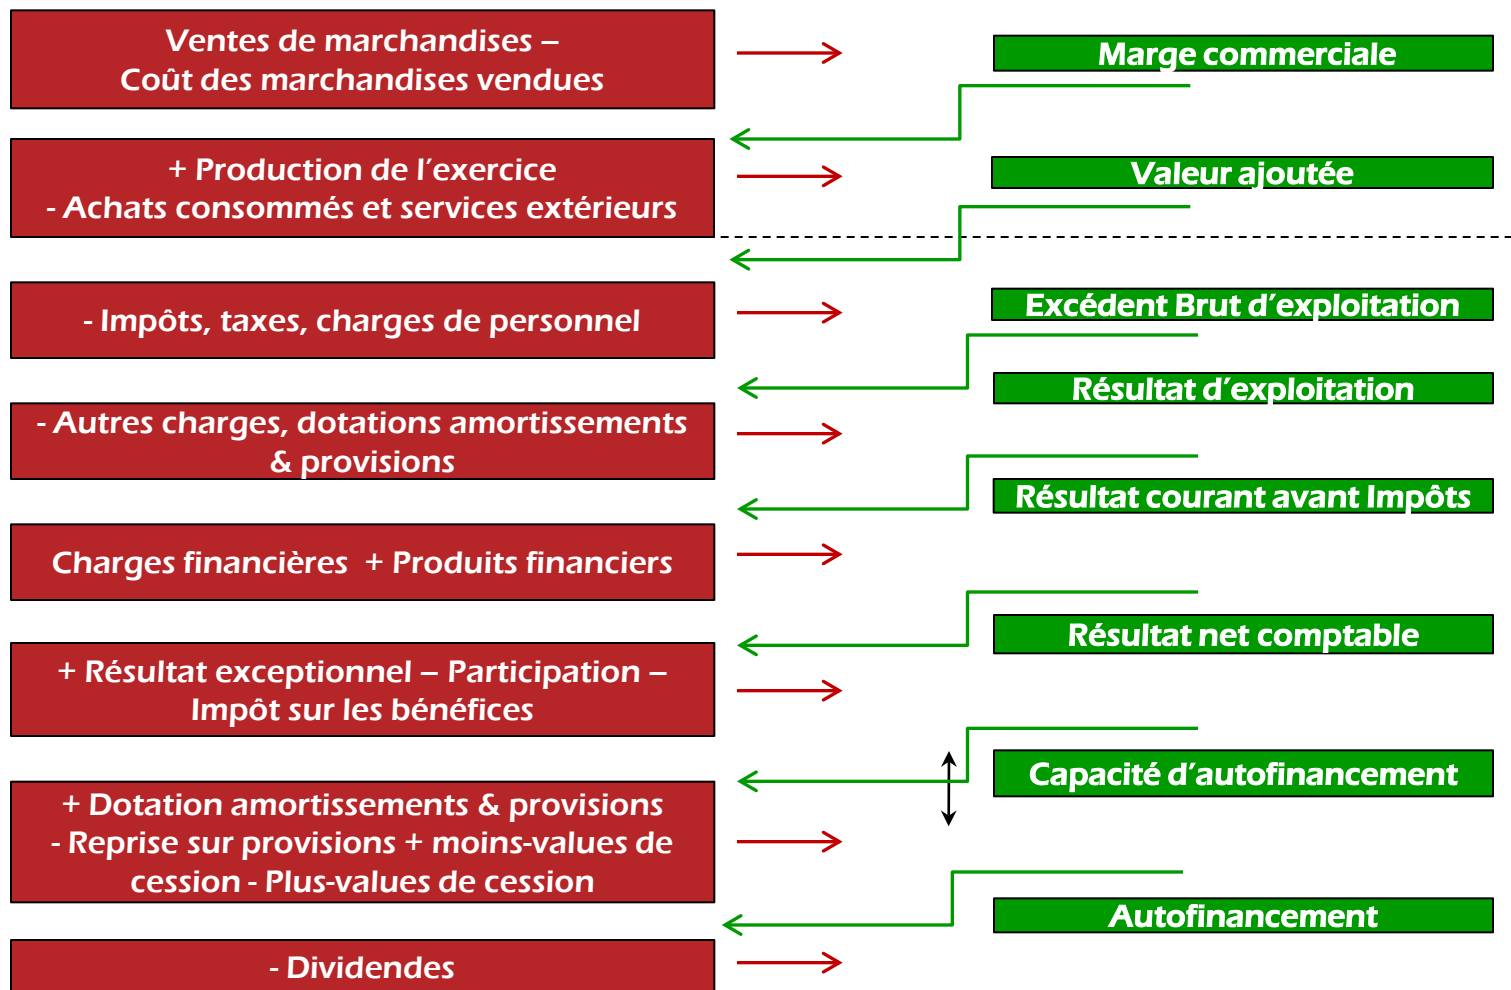 Ventes de marchandises –
Coût des marchandises vendues
Marge commerciale
+ Production de l’exercice
- Achats consommés et services extérieurs
Valeur ajoutée
- Impôts, taxes, charges de personnel
Excédent Brut d’exploitation
- Autres charges, dotations amortissements
& provisions
Résultat d’exploitation
Charges financières + Produits financiers
Résultat courant avant Impôts
+ Résultat exceptionnel – Participation –
Impôt sur les bénéfices
Résultat net comptable
+ Dotation amortissements & provisions
- Reprise sur provisions + moins-values de
cession - Plus-values de cession
Capacité d’autofinancement
- Dividendes
Autofinancement